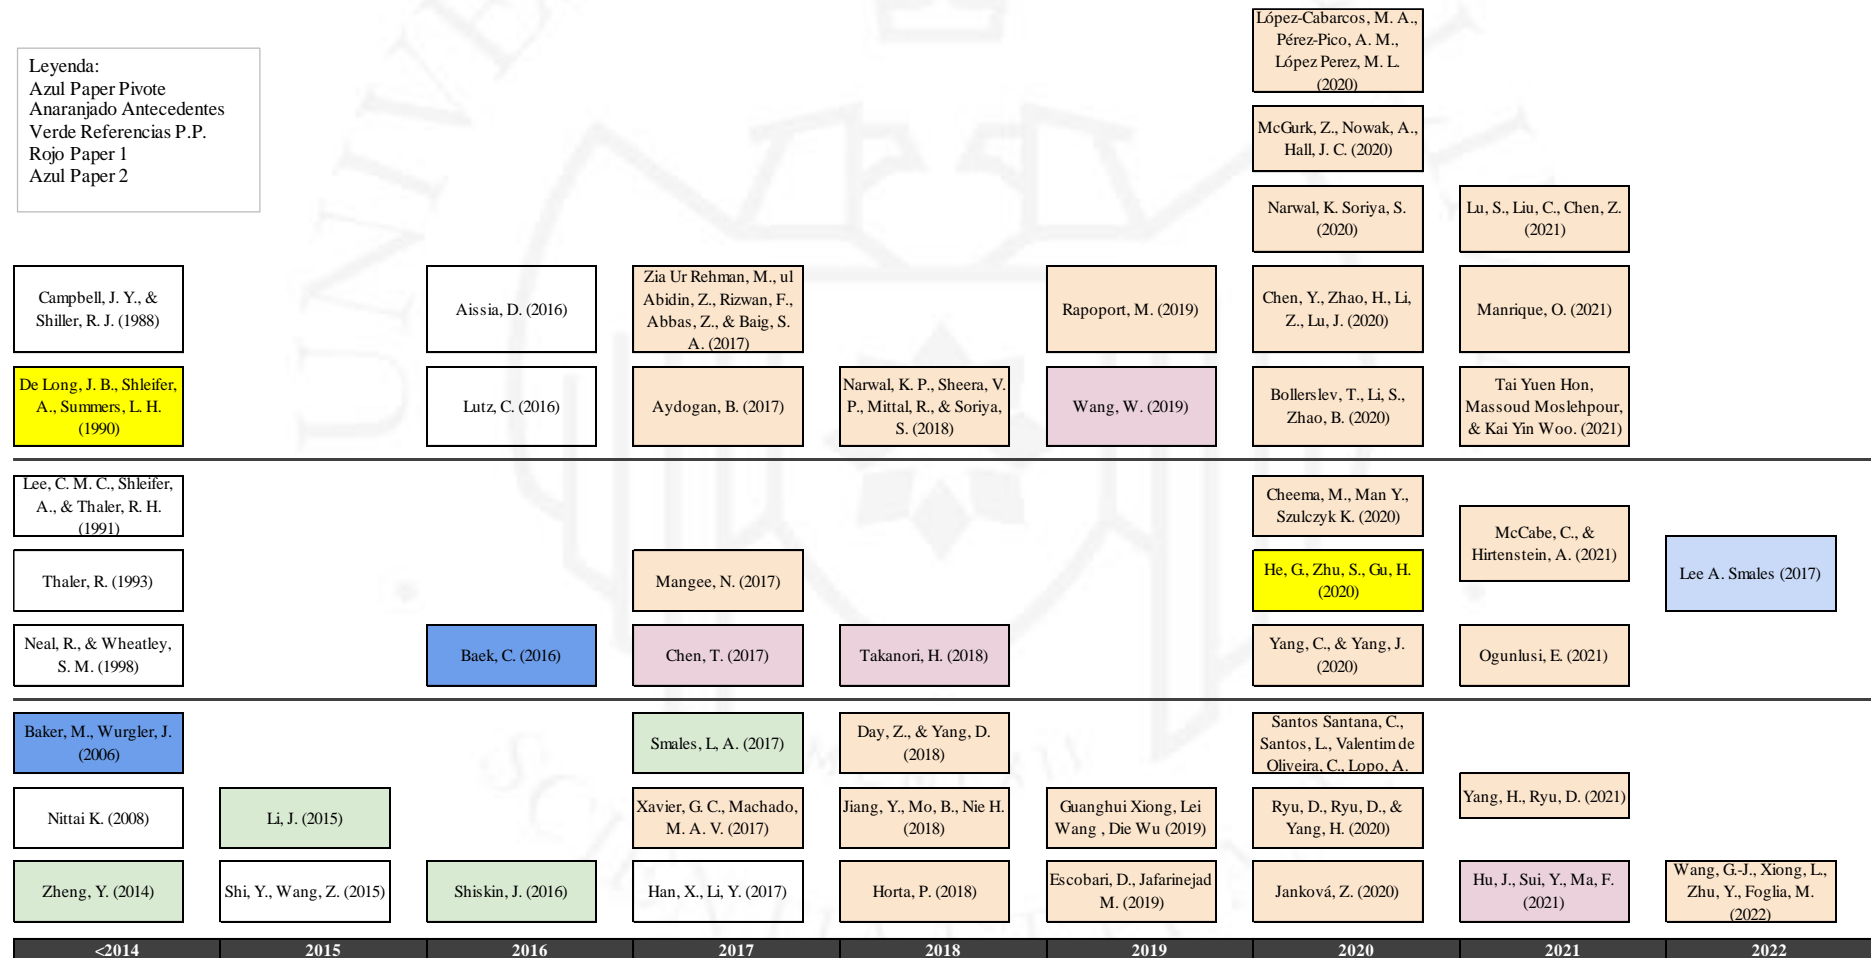 López-Cabarcos, M. A.,
Pérez-Pico, A. M.,
López Perez, M. L.
(2020)
Leyenda:
Azul Paper Pivote
Anaranjado Antecedentes
Verde Referencias P.P.
Rojo Paper 1
Azul Paper 2
McGurk, Z., Nowak, A.,
Hall, J. C. (2020)
Narwal, K. Soriya, S.
(2020)
Lu, S., Liu, C., Chen, Z.
(2021)
Campbell, J. Y., &
Shiller, R. J. (1988)
Aissia, D. (2016)
Zia Ur Rehman, M., ul
Abidin, Z., Rizwan, F.,
Abbas, Z., & Baig, S.
A. (2017)
Rapoport, M. (2019)
Chen, Y., Zhao, H., Li,
Z., Lu, J. (2020)
Manrique, O. (2021)
De Long, J. B., Shleifer,
A., Summers, L. H.
(1990)
Lutz, C. (2016)
Aydogan, B. (2017)
Narwal, K. P., Sheera, V.
P., Mittal, R., & Soriya,
S. (2018)
Wang, W. (2019)
Bollerslev, T., Li, S.,
Zhao, B. (2020)
Tai Yuen Hon,
Massoud Moslehpour,
& Kai Yin Woo. (2021)
Lee, C. M. C., Shleifer,
A., & Thaler, R. H.
(1991)
Cheema, M., Man Y.,
Szulczyk K. (2020)
McCabe, C., &
Hirtenstein, A. (2021)
Thaler, R. (1993)
Mangee, N. (2017)
He, G., Zhu, S., Gu, H.
(2020)
Lee A. Smales (2017)
Neal, R., & Wheatley,
S. M. (1998)
Baek, C. (2016)
Chen, T. (2017)
Takanori, H. (2018)
Yang, C., & Yang, J.
(2020)
Ogunlusi, E. (2021)
Baker, M., Wurgler, J.
(2006)
Smales, L, A. (2017)
Day, Z., & Yang, D.
(2018)
Santos Santana, C.,
Santos, L., Valentim de
Oliveira, C., Lopo, A.
Nittai K. (2008)
Li, J. (2015)
Xavier, G. C., Machado,
M. A. V. (2017)
Jiang, Y., Mo, B., Nie H.
(2018)
Guanghui Xiong, Lei
Wang , Die Wu (2019)
Ryu, D., Ryu, D., &
Yang, H. (2020)
Yang, H., Ryu, D. (2021)
Zheng, Y. (2014)
Shi, Y., Wang, Z. (2015)
Shiskin, J. (2016)
Han, X., Li, Y. (2017)
Horta, P. (2018)
Escobari, D., Jafarinejad
M. (2019)
Janková, Z. (2020)
Hu, J., Sui, Y., Ma, F.
(2021)
Wang, G.-J., Xiong, L.,
Zhu, Y., Foglia, M.
(2022)
<2014 2015 2016 2017 2018 2019 2020 2021 2022